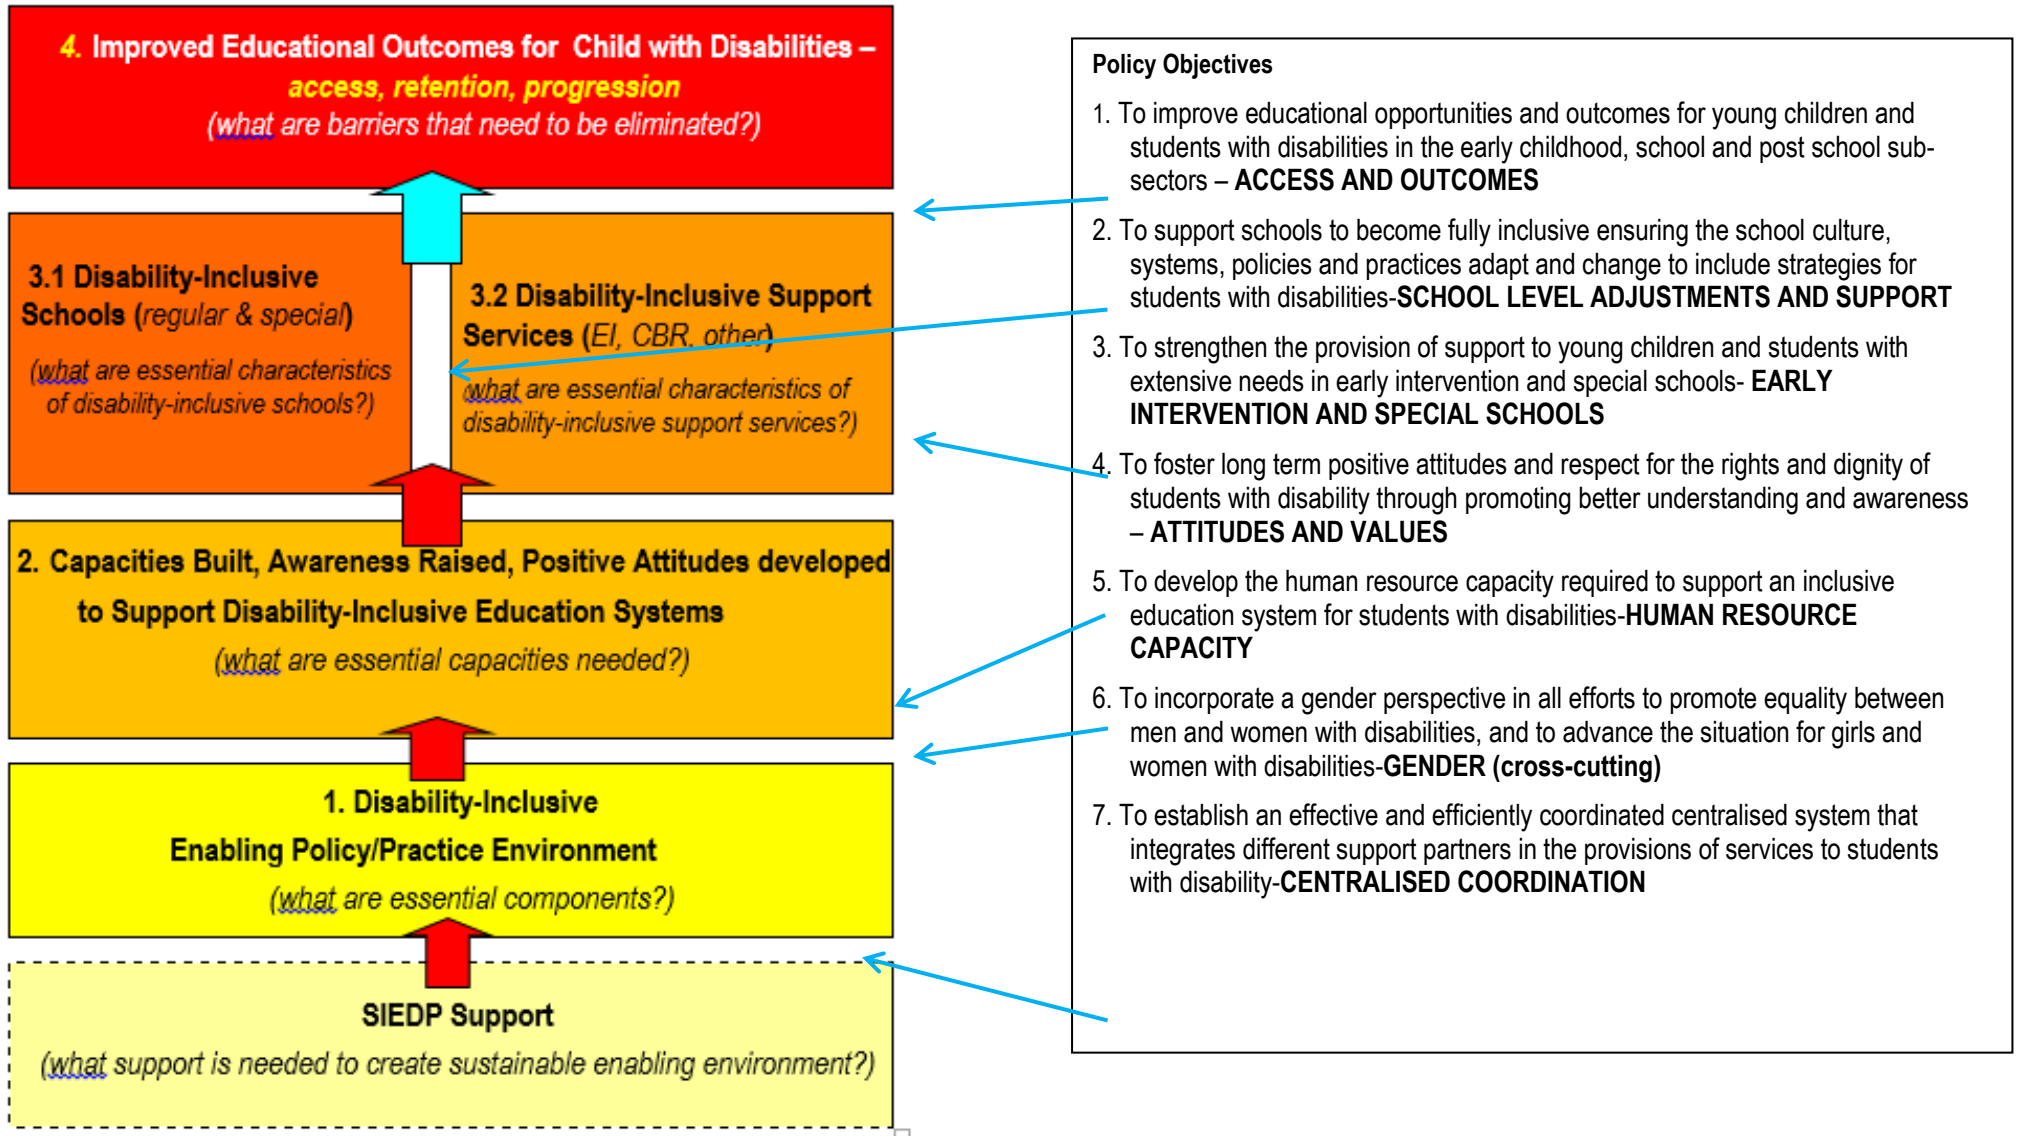 4. Improved Educational Outcomes for Child with Disabilities –
access, retention, progression
(what are barriers that need to be eliminated?)
3.1 Disability-Inclusive
Schools (regular & special)
(what are essential characteristics
of disability-inclusive schools?)
3.2 Disability-Inclusive Support
Services (EI, CBR, other)
(what are essential characteristics of
disability-inclusive support services?)
2. Capacities Built, Awareness Raised, Positive Attitudes developed
to Support Disability-Inclusive Education Systems
(what are essential capacities needed?)
1. Disability-Inclusive
Enabling Policy/Practice Environment
(what are essential components?)
SIEDP Support
(what support is needed to create sustainable enabling environment?)
Policy Objectives
1. To improve educational opportunities and outcomes for young children and
students with disabilities in the early childhood, school and post school sub-
sectors – ACCESS AND OUTCOMES
2. To support schools to become fully inclusive ensuring the school culture,
systems, policies and practices adapt and change to include strategies for
students with disabilities-SCHOOL LEVEL ADJUSTMENTS AND SUPPORT
3. To strengthen the provision of support to young children and students with
extensive needs in early intervention and special schools- EARLY
INTERVENTION AND SPECIAL SCHOOLS
4. To foster long term positive attitudes and respect for the rights and dignity of
students with disability through promoting better understanding and awareness
– ATTITUDES AND VALUES
5. To develop the human resource capacity required to support an inclusive
education system for students with disabilities-HUMAN RESOURCE
CAPACITY
6. To incorporate a gender perspective in all efforts to promote equality between
men and women with disabilities, and to advance the situation for girls and
women with disabilities-GENDER (cross-cutting)
7. To establish an effective and efficiently coordinated centralised system that
integrates different support partners in the provisions of services to students
with disability-CENTRALISED COORDINATION